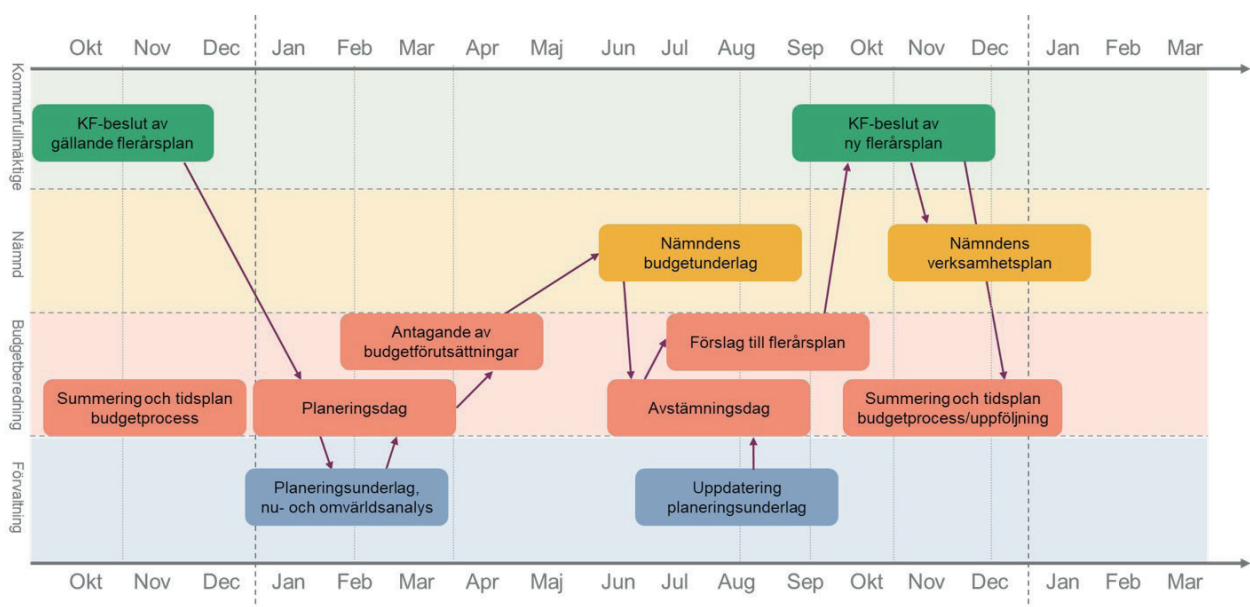 Okt Nov Dec Jan Feb Mar Apr Maj Jun Jul Aug Sep Okt Nov Dec Jan Feb Mar
Kommunfullmäktige
KF-beslut av
gällande flerårsplan
KF-beslut av
ny flerårsplan
Nämnd
Nämndens
budgetunderlag
Nämndens
verksamhetsplan
Budgetberedning
Antagande av
budgetförutsättningar
Förslag till flerårsplan
Summering och tidsplan
budgetprocess
Planeringsdag
Avstämningsdag
Summering och tidsplan
budgetprocess/uppföljning
Förvaltning
Planeringsunderlag,
nu- och omvärldsanalys
Uppdatering
planeringsunderlag
Okt Nov Dec Jan Feb Mar Apr Maj Jun Jul Aug Sep Okt Nov Dec Jan Feb Mar